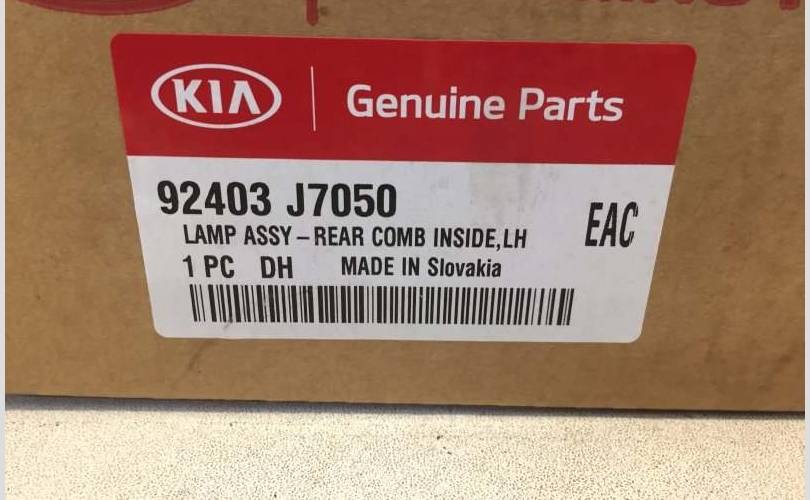 KIA Genuine Parts
92403 J7050
LAMP ASSY – REAR COMB INSIDE,LH
EAC
1 PC DH MADE IN Slovakia